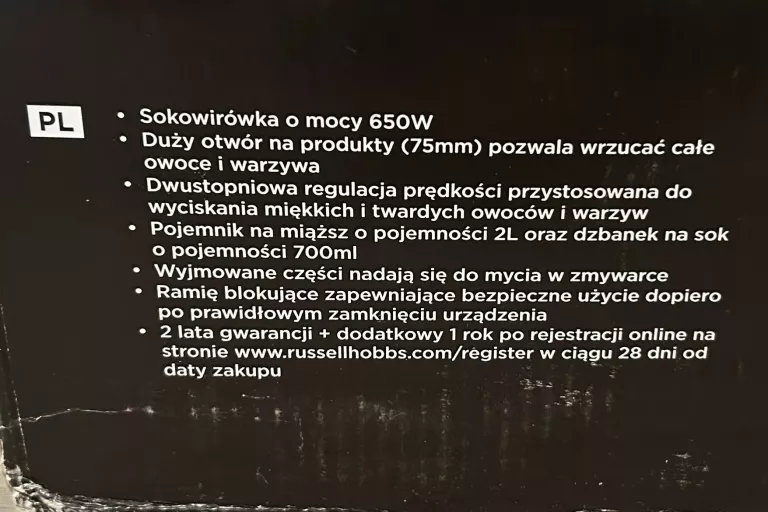 PL
• Sokowirówka o mocy 650W
• Duży otwór na produkty (75mm) pozwala wrzucać całe
owoce i warzywa
• Dwustopniowa regulacja prędkości przystosowana do
wyciskania miękkich i twardych owoców i warzyw
• Pojemnik na miąższ o pojemności 2L oraz dzbanek na sok
o pojemności 700ml
• Wyjmowane części nadają się do mycia w zmywarce
• Ramię blokujące zapewniające bezpieczne użycie dopiero
po prawidłowym zamknięciu urządzenia
• 2 lata gwarancji + dodatkowy 1 rok po rejestracji online na
stronie www.russellhobbs.com/register w ciągu 28 dni od
daty zakupu